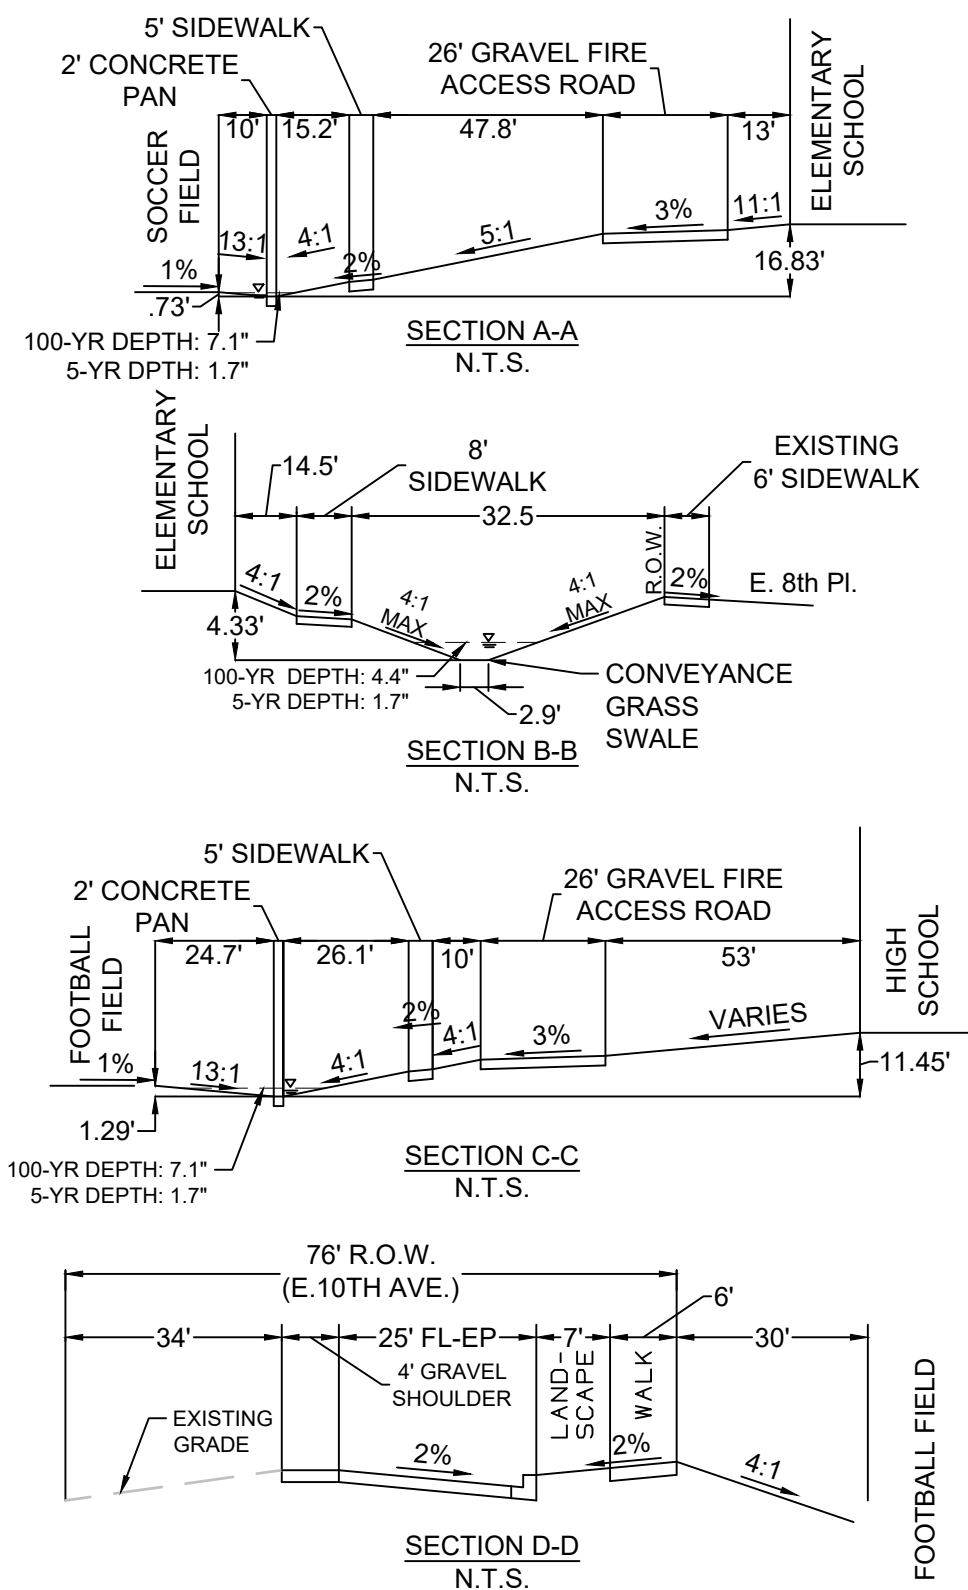 5' SIDEWALK
2' CONCRETE
PAN
26' GRAVEL FIRE
ACCESS ROAD
ELEMENTARY
SCHOOL
SOCCER
FIELD
10'
15.2'
47.8'
13'
13:1
4:1
2%
5:1
3%
11:1
1%
.73'
16.83'
100-YR DEPTH: 7.1"
5-YR DPTH: 1.7"
SECTION A-A
N.T.S.
ELEMENTARY
SCHOOL
14.5'
8'
SIDEWALK
EXISTING
6' SIDEWALK
32.5
R.O.W.
4:1
2%
4:1
MAX
4:1
MAX
2%
E. 8th Pl.
4.33'
100-YR DEPTH: 4.4"
5-YR DEPTH: 1.7"
2.9'
CONVEYANCE
GRASS
SWALE
SECTION B-B
N.T.S.
5' SIDEWALK
2' CONCRETE
PAN
26' GRAVEL FIRE
ACCESS ROAD
FOOTBALL
FIELD
HIGH
SCHOOL
24.7'
26.1'
10'
53'
1%
13:1
4:1
2%
4:1
3%
VARIES
11.45'
1.29'
100-YR DEPTH: 7.1"
5-YR DEPTH: 1.7"
SECTION C-C
N.T.S.
76' R.O.W.
(E.10TH AVE.)
6'
34'
25' FL-EP
7'
30'
4' GRAVEL
SHOULDER
LAND-
SCAPE
WALK
EXISTING
GRADE
2%
2%
4:1
FOOTBALL FIELD
SECTION D-D
N.T.S.